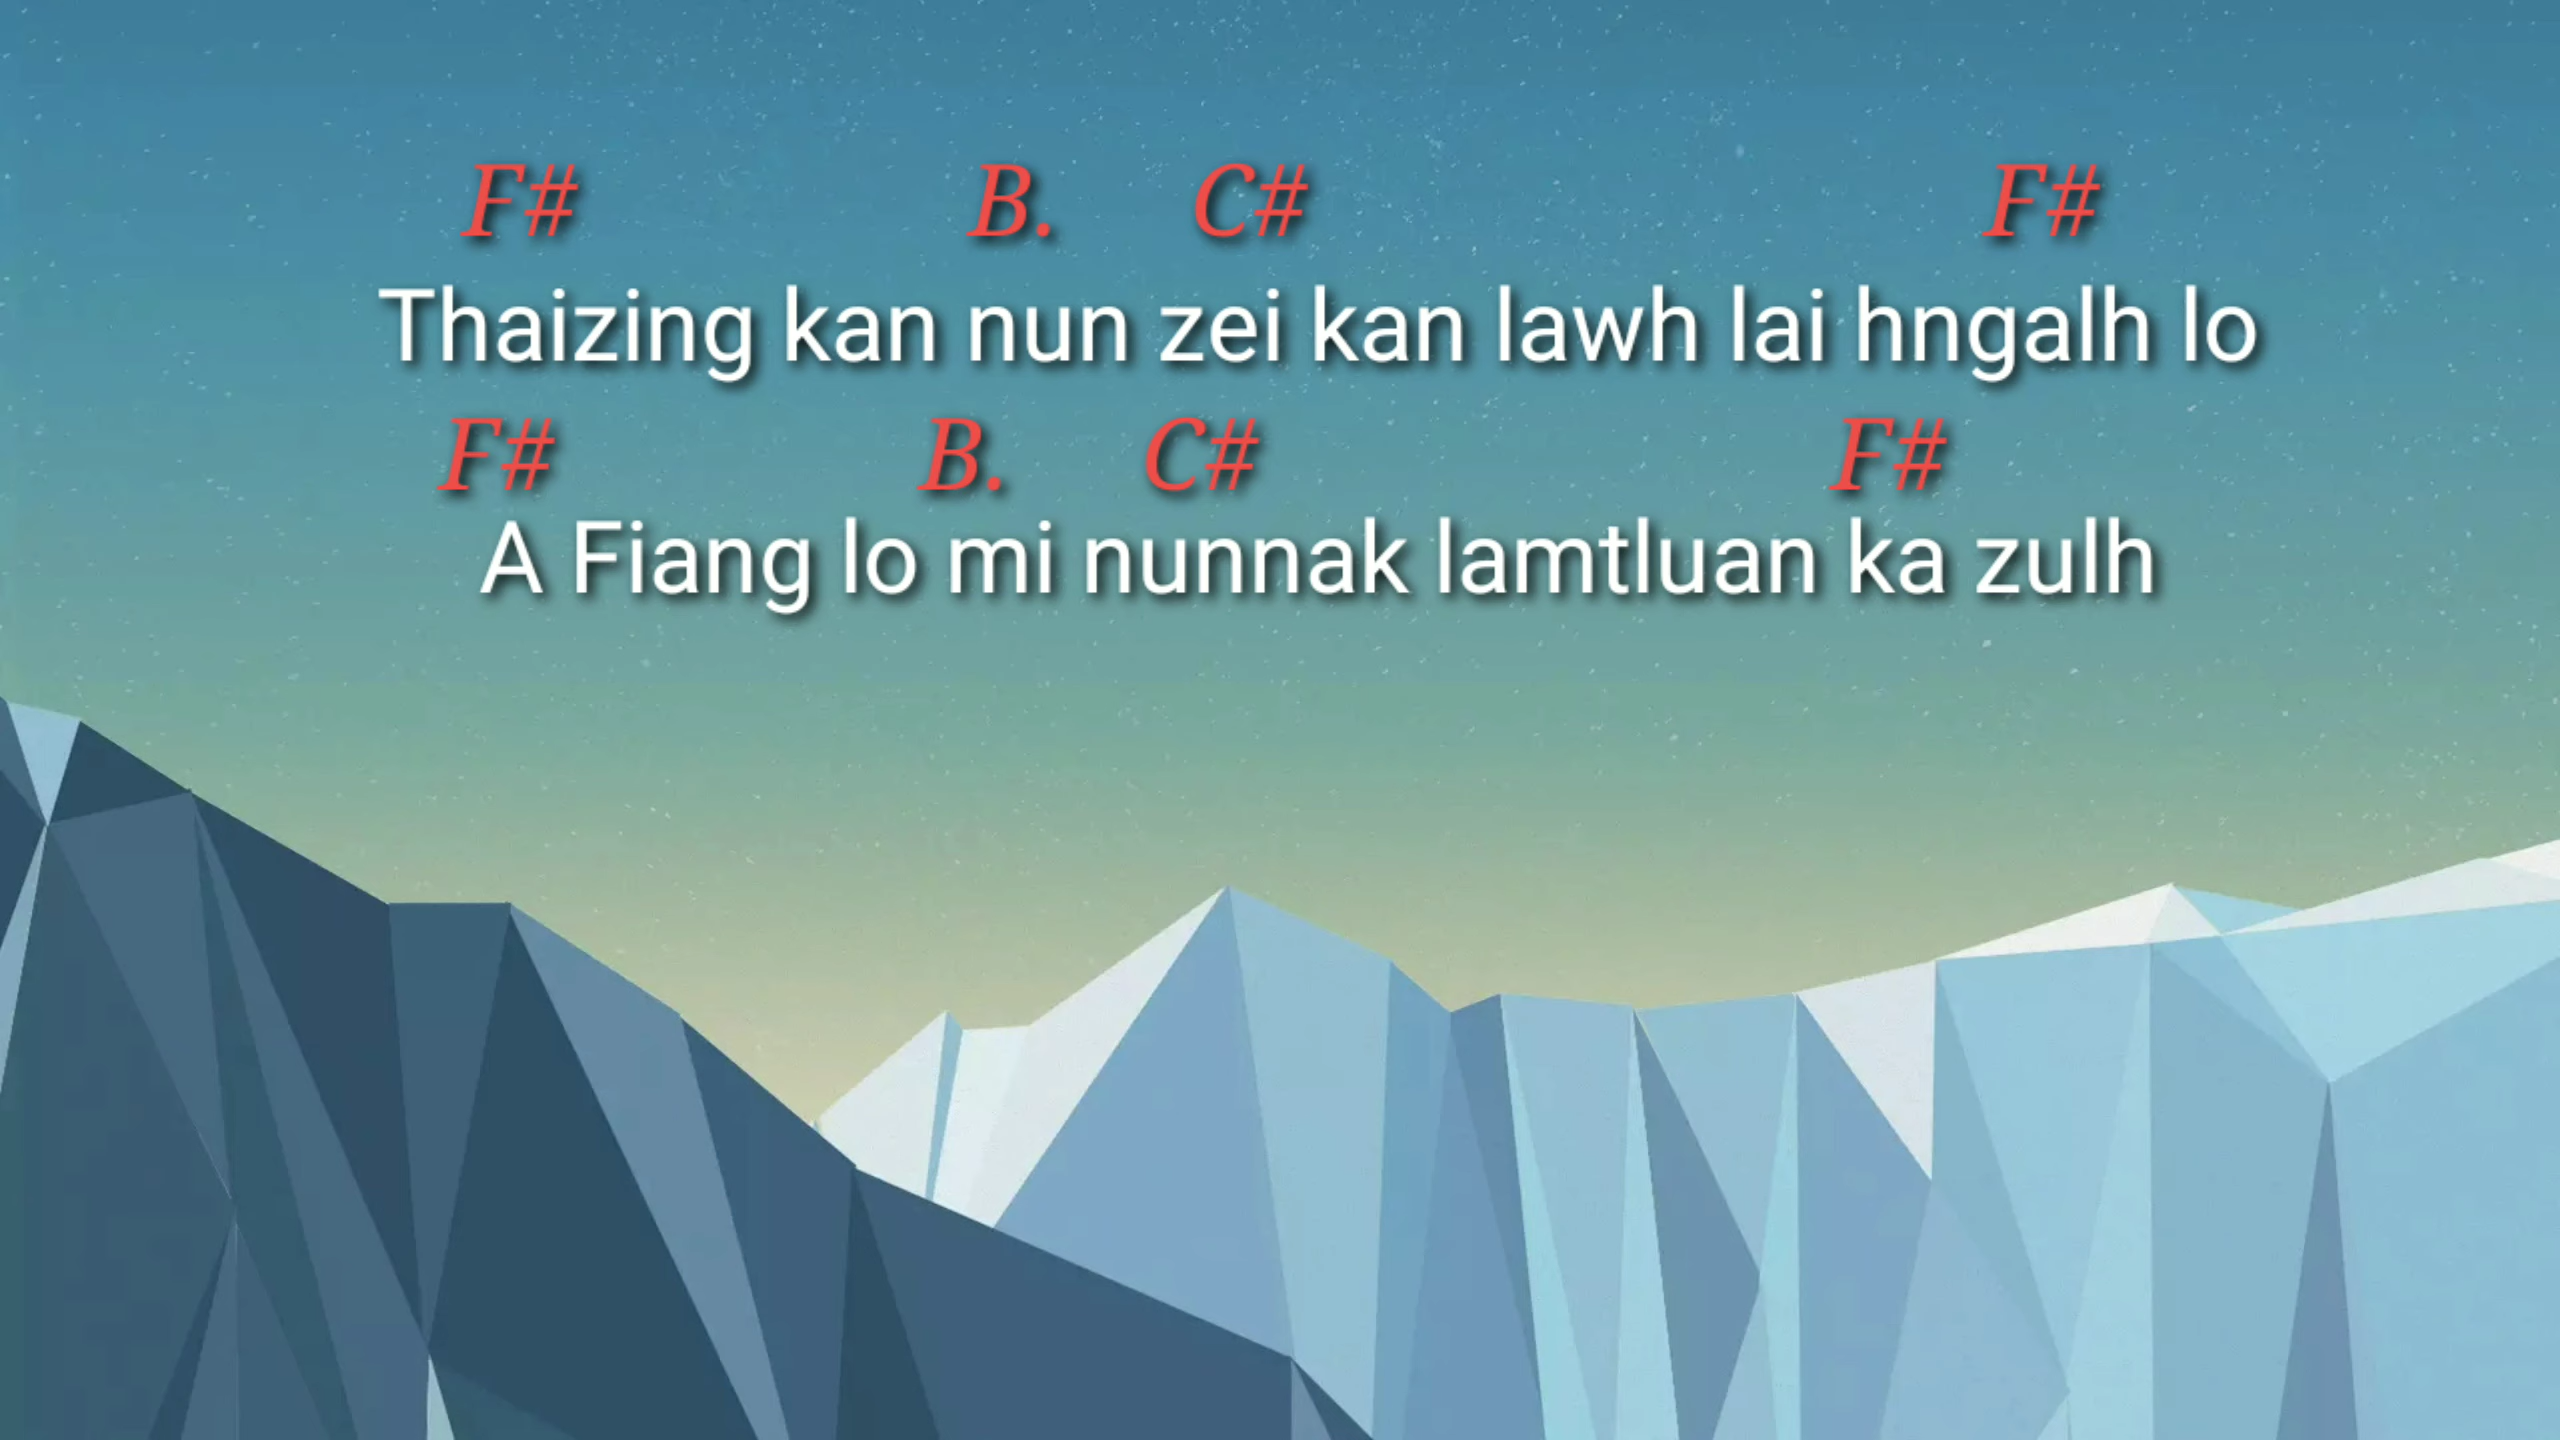 F# B. C# F#
Thaizing kan nun zei kan lawh lai hngalh lo
F# B. C# F#
A Fiang lo mi nunnak lamtluan ka zulh